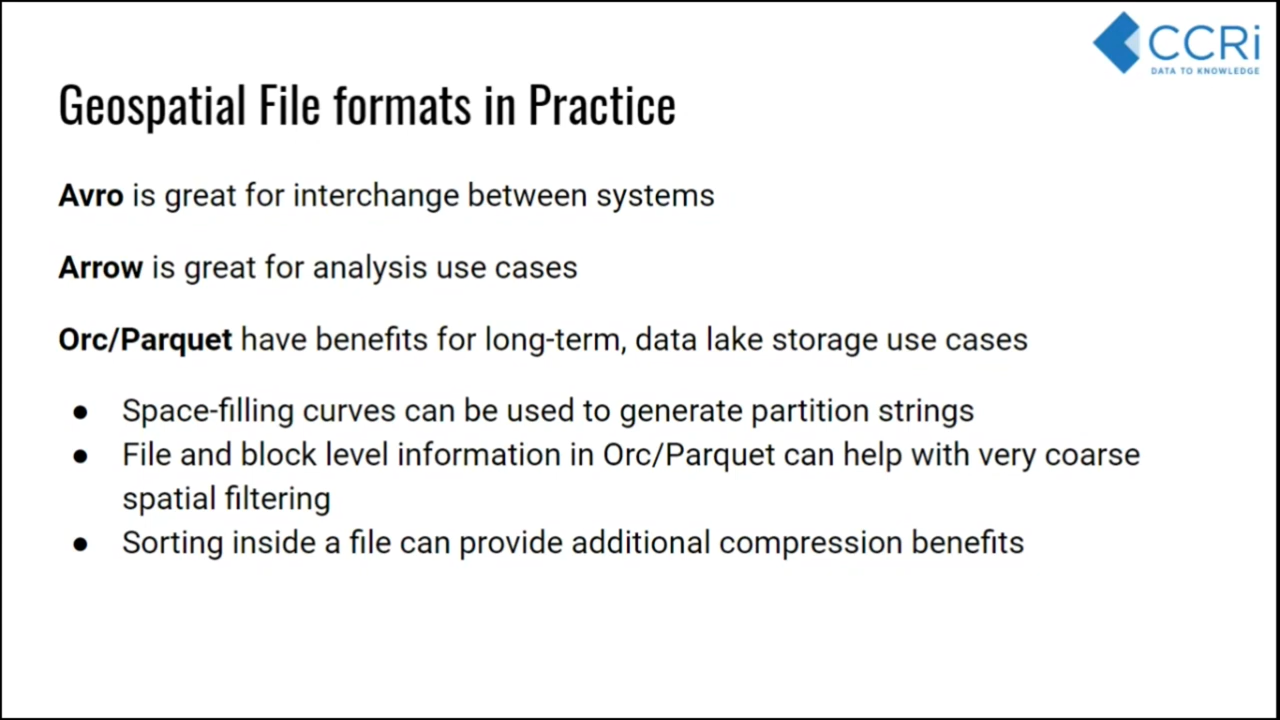 CCRi
DATA TO KNOWLEDGE
Geospatial File formats in Practice
Avro is great for interchange between systems
Arrow is great for analysis use cases
Orc/Parquet have benefits for long-term, data lake storage use cases
● Space-filling curves can be used to generate partition strings
● File and block level information in Orc/Parquet can help with very coarse
spatial filtering
● Sorting inside a file can provide additional compression benefits